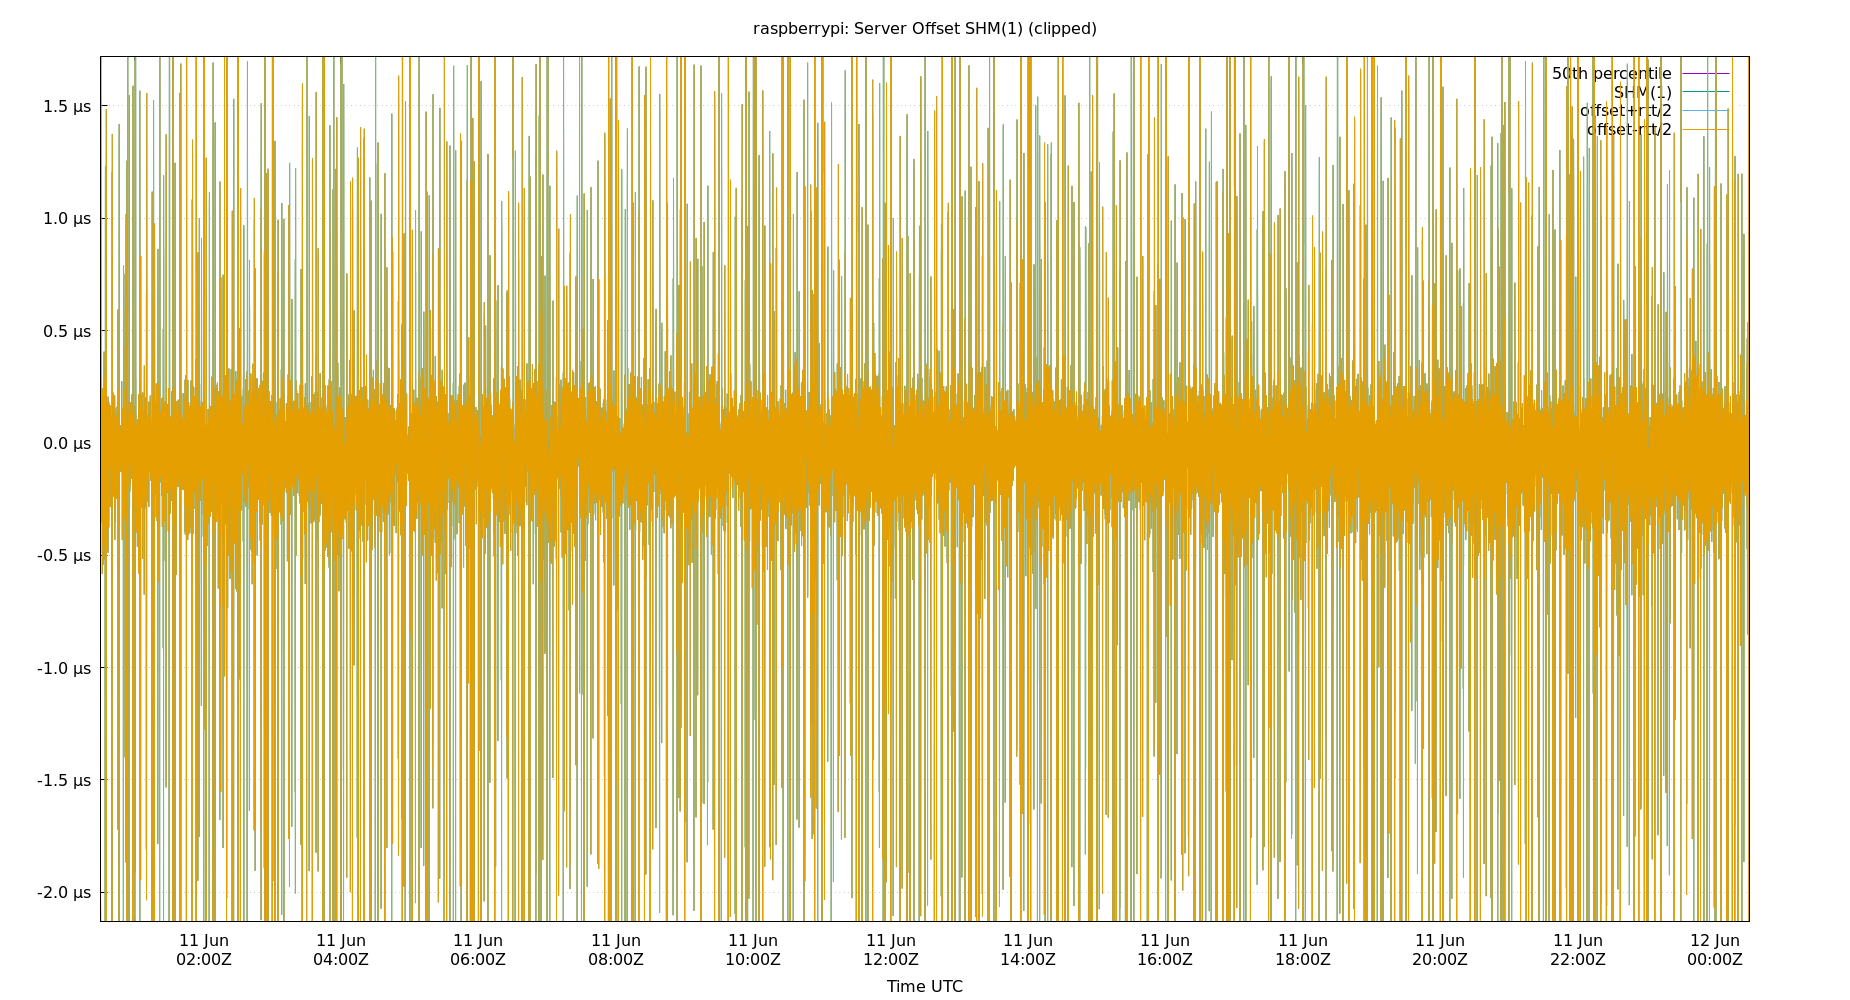 raspberrypi: Server Offset SHM(1) (clipped)
50th percentile
SHM(1)
offset+rtt/2
offset-rtt/2
1.5 µs
1.0 µs
0.5 µs
0.0 µs
-0.5 µs
-1.0 µs
-1.5 µs
-2.0 µs
11 Jun 11 Jun 11 Jun 11 Jun 11 Jun 11 Jun 11 Jun 11 Jun 11 Jun 11 Jun 11 Jun 12 Jun
02:00Z 04:00Z 06:00Z 08:00Z 10:00Z 12:00Z 14:00Z 16:00Z 18:00Z 20:00Z 22:00Z 00:00Z
Time UTC